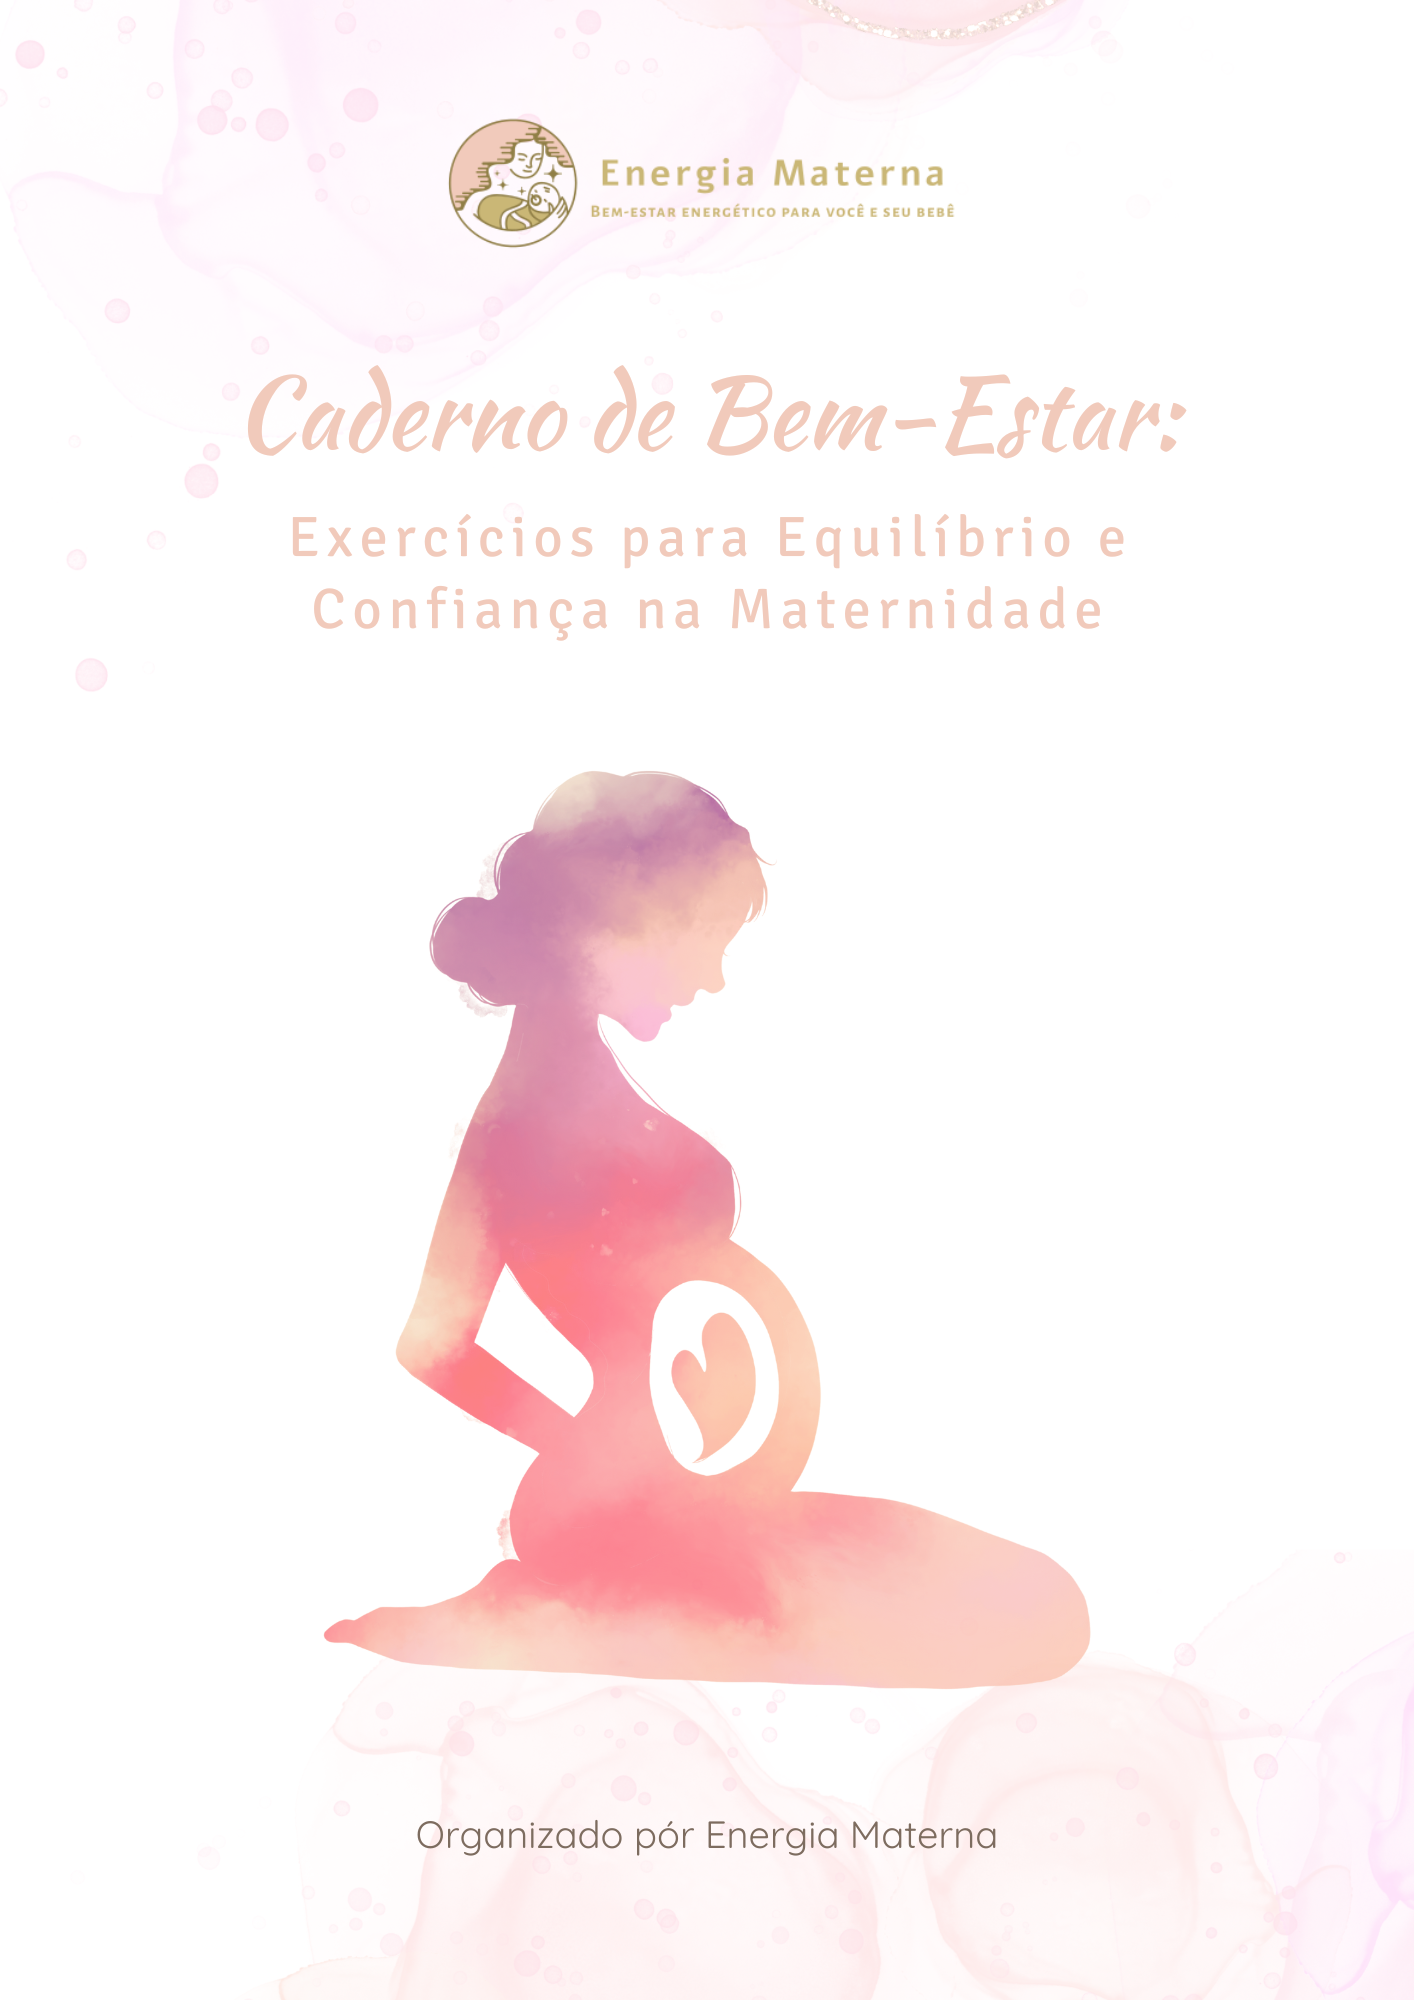 Energia Materna
Bem-estar energético para você e seu bebê
Caderno de Bem-Estar:
Exercícios para Equilíbrio e
Confiança na Maternidade
Organizado pór Energia Materna